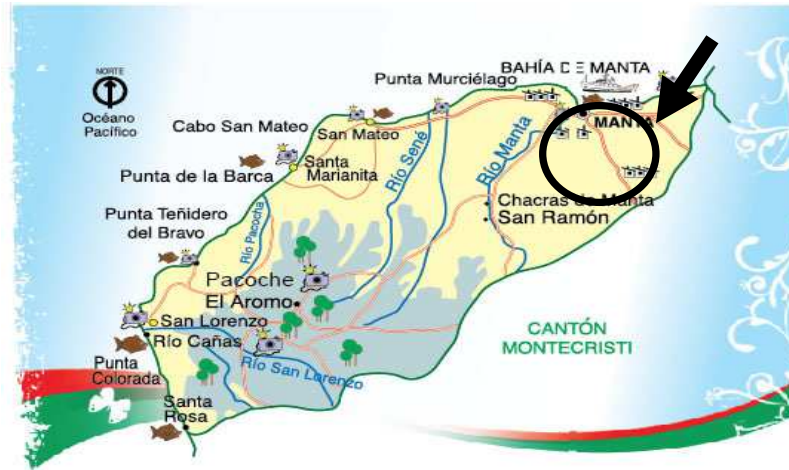 NORTE
Océano
Pacífico
BAHÍA DE MANTA
Punta Murciélago
Cabo San Mateo
San Mateo
MANTA
Río Sené
Río Manta
Santa
Marianita
Punta de la Barca
Chacras de Manta
San Ramón
Punta Teñidero
del Bravo
Río Pacocha
Pacoche
El Aromo
San Lorenzo
Río Cañas
CANTÓN
MONTECRISTI
Punta
Colorada
Río San Lorenzo
Santa
Rosa